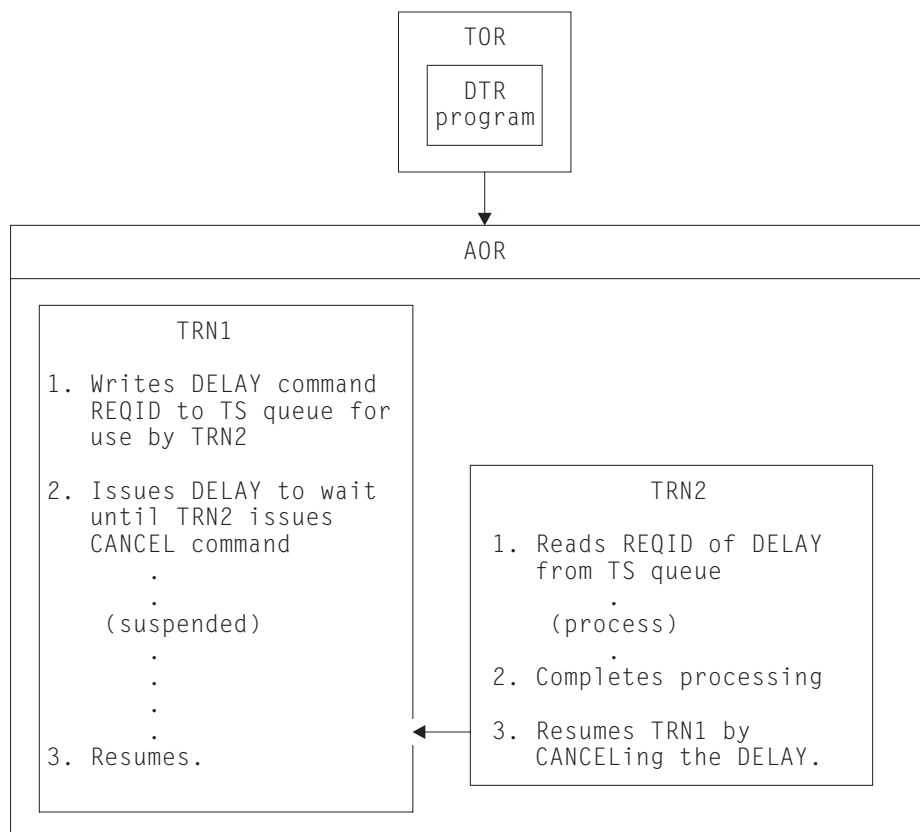 TOR
DTR
program
AOR
TRN1
1. Writes DELAY command
REQID to TS queue for
use by TRN2
2. Issues DELAY to wait
until TRN2 issues
CANCEL command
.
.
(suspended)
.
.
.
.
3. Resumes.
TRN2
1. Reads REQID of DELAY
from TS queue
.
(process)
.
2. Completes processing
3. Resumes TRN1 by
CANCELing the DELAY.